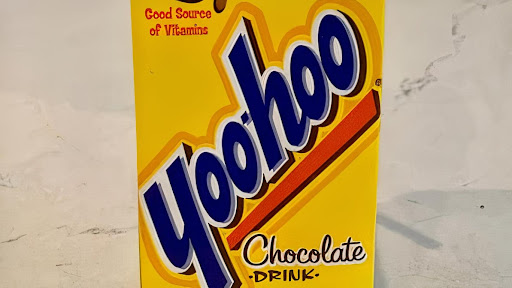 Good Source
of Vitamins
Yoo-hoo
®
Chocolate
·DRINK·